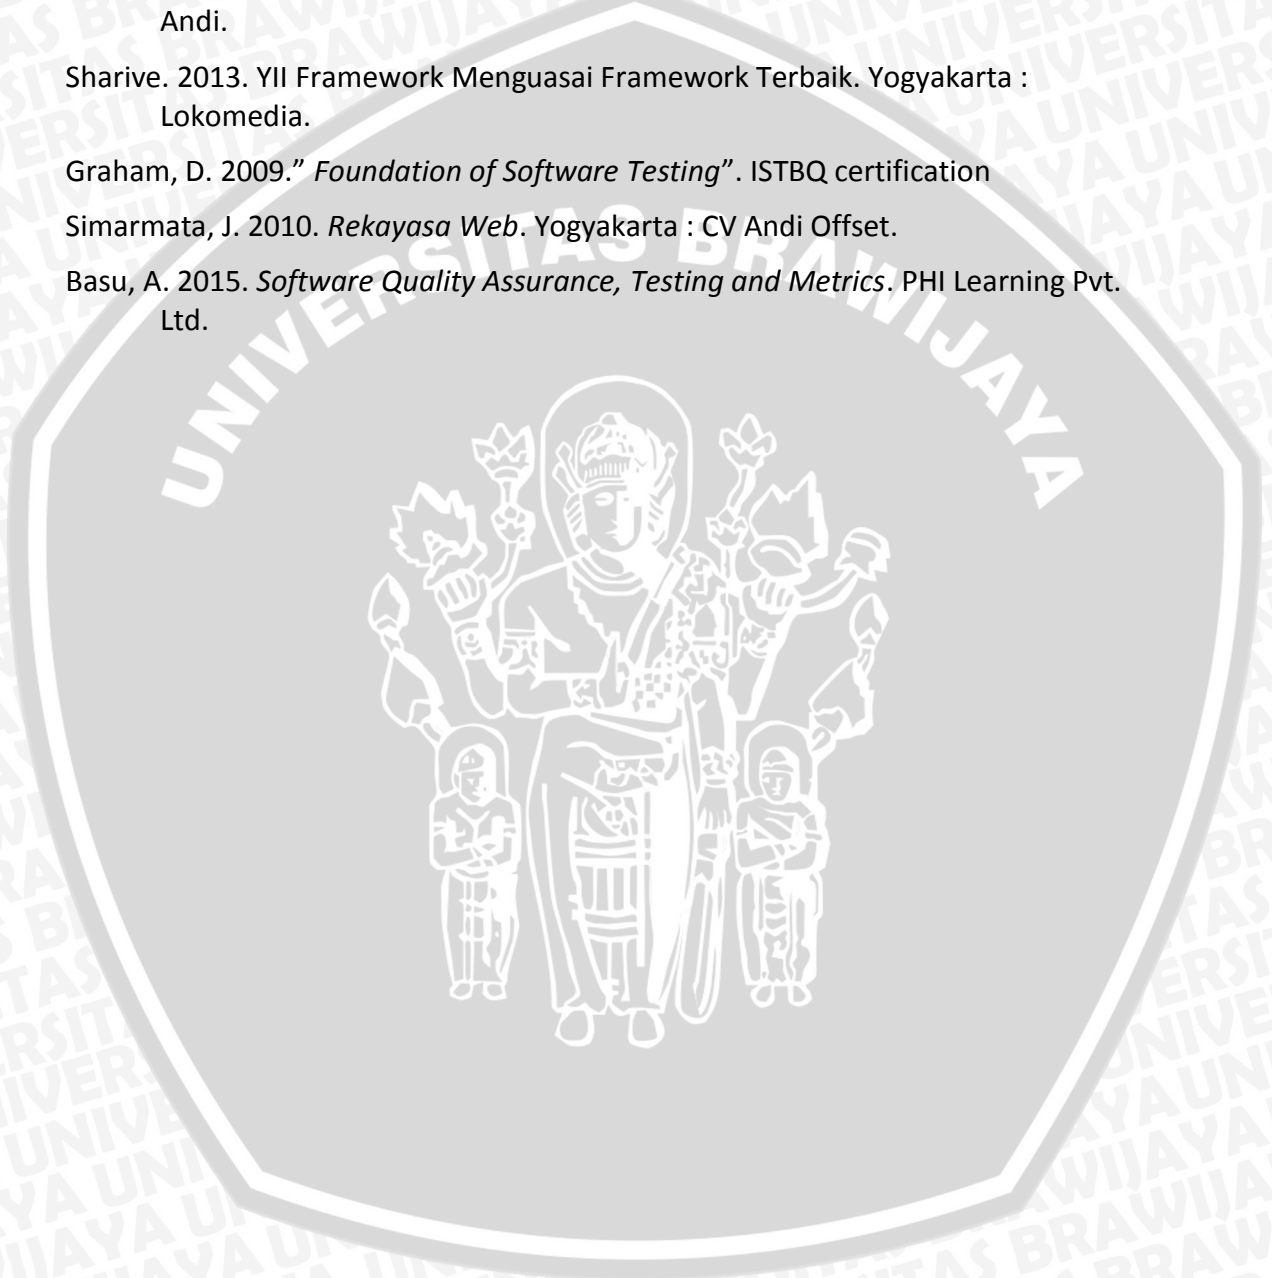 Andi.
Sharive. 2013. YII Framework Menguasai Framework Terbaik. Yogyakarta :
Lokomedia.
Graham, D. 2009.” Foundation of Software Testing”. ISTBQ certification
Simarmata, J. 2010. Rekayasa Web. Yogyakarta : CV Andi Offset.
Basu, A. 2015. Software Quality Assurance, Testing and Metrics. PHI Learning Pvt.
Ltd.
UNIVERSITAS BRAWIJAYA